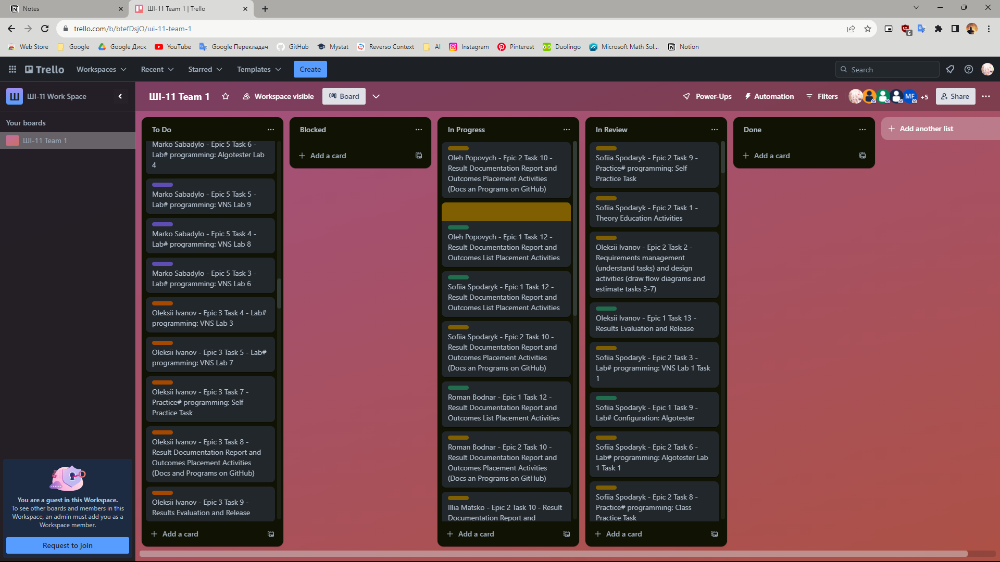 Notes
ШІ-11 Team 1 | Trello
trello.com/b/btefDsjO/ші-11-team-1
6
Web Store
Google
Google Диск
YouTube
Google Перекладач
GitHub
Mystat
Reverso Context
AI
Instagram
Pinterest
Duolingo
Microsoft Math Sol...
Notion
Trello
Workspaces
Recent
Starred
Templates
Create
Search
Ш
ШІ-11 Work Space
ШІ-11 Team 1
Workspace visible
Board
Power-Ups
Automation
Filters
MF
+5
Share
Your boards
ШІ-11 Team 1
To Do
Marko Sabadylo - Epic 5 Task 6 -
Lab# programming: Algotester Lab
4
Marko Sabadylo - Epic 5 Task 5 -
Lab# programming: VNS Lab 9
Marko Sabadylo - Epic 5 Task 4 -
Lab# programming: VNS Lab 8
Marko Sabadylo - Epic 5 Task 3 -
Lab# programming: VNS Lab 6
Oleksii Ivanov - Epic 3 Task 4 - Lab#
programming: VNS Lab 3
Oleksii Ivanov - Epic 3 Task 5 - Lab#
programming: VNS Lab 7
Oleksii Ivanov - Epic 3 Task 7 -
Practice# programming: Self
Practice Task
Oleksii Ivanov - Epic 3 Task 8 -
Result Documentation Report and
Outcomes Placement Activities
(Docs and Programs on GitHub)
Oleksii Ivanov - Epic 3 Task 9 -
Results Evaluation and Release
Add a card
Blocked
Add a card
In Progress
Oleh Popovych - Epic 2 Task 10 -
Result Documentation Report and
Outcomes Placement Activities
(Docs an Programs on GitHub)
Oleh Popovych - Epic 1 Task 12 -
Result Documentation Report and
Outcomes List Placement Activities
Sofiia Spodaryk - Epic 1 Task 12 -
Result Documentation Report and
Outcomes List Placement Activities
Sofiia Spodaryk - Epic 2 Task 10 -
Result Documentation Report and
Outcomes Placement Activities
(Docs an Programs on GitHub)
Roman Bodnar - Epic 1 Task 12 -
Result Documentation Report and
Outcomes List Placement Activities
Roman Bodnar - Epic 2 Task 10 -
Result Documentation Report and
Outcomes Placement Activities
(Docs an Programs on GitHub)
Illia Matsko - Epic 2 Task 10 - Result
Documentation Report and
Add a card
In Review
Sofiia Spodaryk - Epic 2 Task 9 -
Practice# programming: Self
Practice Task
Sofiia Spodaryk - Epic 2 Task 1 -
Theory Education Activities
Oleksii Ivanov - Epic 2 Task 2 -
Requirements management
(understand tasks) and design
activities (draw flow diagrams and
estimate tasks 3-7)
Oleksii Ivanov - Epic 1 Task 13 -
Results Evaluation and Release
Sofiia Spodaryk - Epic 2 Task 3 -
Lab# programming: VNS Lab 1 Task
1
Sofiia Spodaryk - Epic 1 Task 9 -
Lab# Configuration: Algotester
Sofiia Spodaryk - Epic 2 Task 6 -
Lab# programming: Algotester Lab
1 Task 1
Sofiia Spodaryk - Epic 2 Task 8 -
Practice# programming: Class
Practice Task
Add a card
Done
Add a card
Add another list
You are a guest in this Workspace.
To see other boards and members in this
Workspace, an admin must add you as a
Workspace member.
Request to join